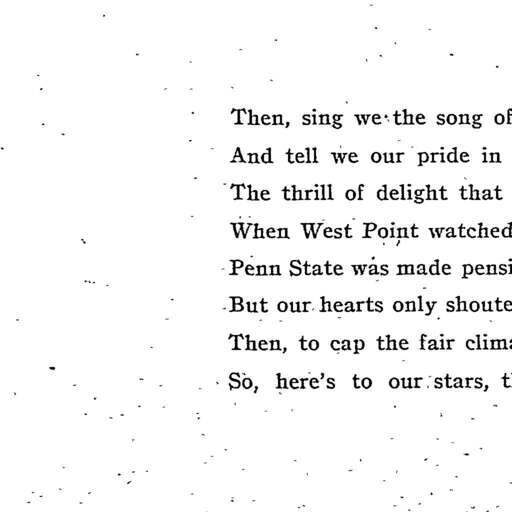 Then, sing we the song of
And tell we our pride in
The thrill of delight that
When West Point watched
Penn State was made pensi
But our hearts only shoute
Then, to cap the fair clima
So, here's to our stars, t